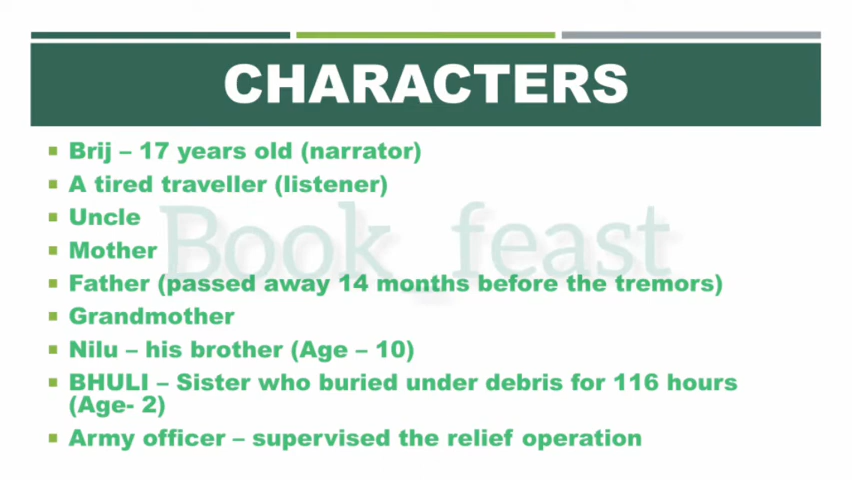 CHARACTERS
Brij – 17 years old (narrator)
A tired traveller (listener)
Uncle
Mother
Father (passed away 14 months before the tremors)
Grandmother
Nilu – his brother (Age – 10)
BHULI – Sister who buried under debris for 116 hours
(Age- 2)
Army officer – supervised the relief operation
Book_feast